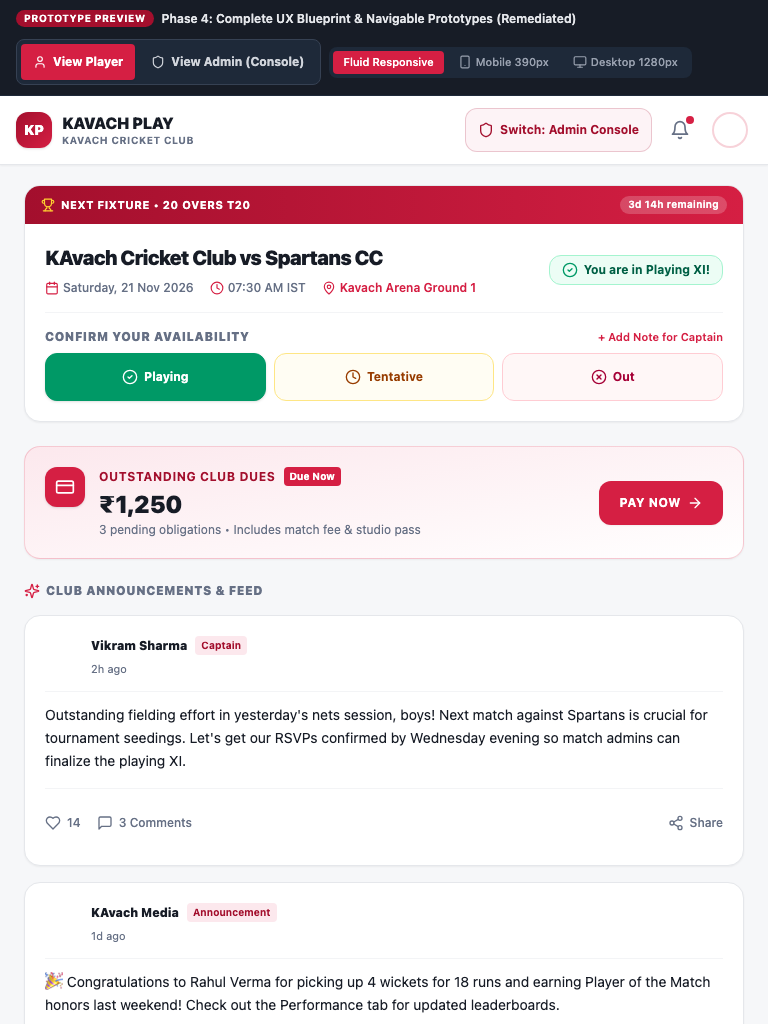 PROTOTYPE PREVIEW Phase 4: Complete UX Blueprint & Navigable Prototypes (Remediated)
View Player View Admin (Console) Fluid Responsive Mobile 390px Desktop 1280px
KP KAVACH PLAY
KAVACH CRICKET CLUB
Switch: Admin Console
NEXT FIXTURE • 20 OVERS T20 3d 14h remaining
KAvach Cricket Club vs Spartans CC
Saturday, 21 Nov 2026 07:30 AM IST Kavach Arena Ground 1
You are in Playing XI!
CONFIRM YOUR AVAILABILITY + Add Note for Captain
Playing Tentative Out
OUTSTANDING CLUB DUES Due Now
₹1,250
3 pending obligations • Includes match fee & studio pass
PAY NOW →
CLUB ANNOUNCEMENTS & FEED
Vikram Sharma Captain
2h ago
Outstanding fielding effort in yesterday's nets session, boys! Next match against Spartans is crucial for
tournament seedings. Let's get our RSVPs confirmed by Wednesday evening so match admins can
finalize the playing XI.
14 3 Comments Share
KAvach Media Announcement
1d ago
🎉 Congratulations to Rahul Verma for picking up 4 wickets for 18 runs and earning Player of the Match
honors last weekend! Check out the Performance tab for updated leaderboards.